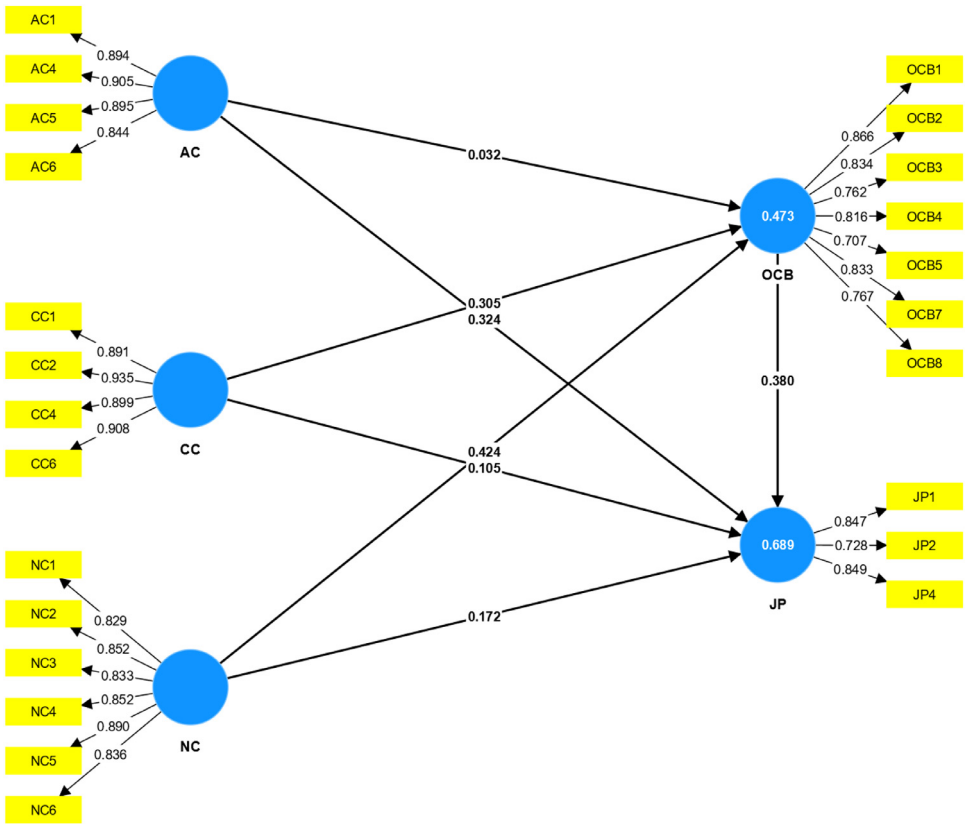 AC1
AC4
AC5
AC6
0.894
0.905
0.895
0.844
AC
CC1
CC2
CC4
CC6
0.891
0.935
0.899
0.908
CC
NC1
NC2
NC3
NC4
NC5
NC6
0.829
0.852
0.833
0.852
0.890
0.836
NC
0.032
0.305
0.324
0.424
0.105
0.172
0.473
OCB
0.380
0.689
JP
0.866
0.834
0.762
0.816
0.707
0.833
0.767
OCB1
OCB2
OCB3
OCB4
OCB5
OCB7
OCB8
0.847
0.728
0.849
JP1
JP2
JP4